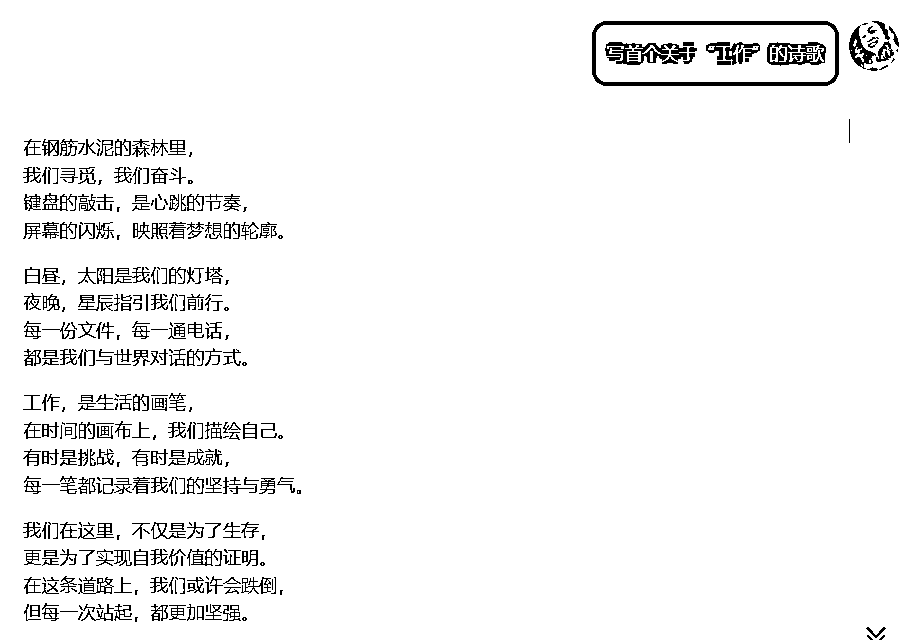 写首个关于“工作”的诗歌
在钢筋水泥的森林里，
我们寻觅，我们奋斗。
键盘的敲击，是心跳的节奏，
屏幕的闪烁，映照着梦想的轮廓。
白昼，太阳是我们的灯塔，
夜晚，星辰指引我们前行。
每一份文件，每一通电话，
都是我们与世界对话的方式。
工作，是生活的画笔，
在时间的画布上，我们描绘自己。
有时是挑战，有时是成就，
每一笔都记录着我们的坚持与勇气。
我们在这里，不仅是为了生存，
更是为了实现自我价值的证明。
在这条道路上，我们或许会跌倒，
但每一次站起，都更加坚强。